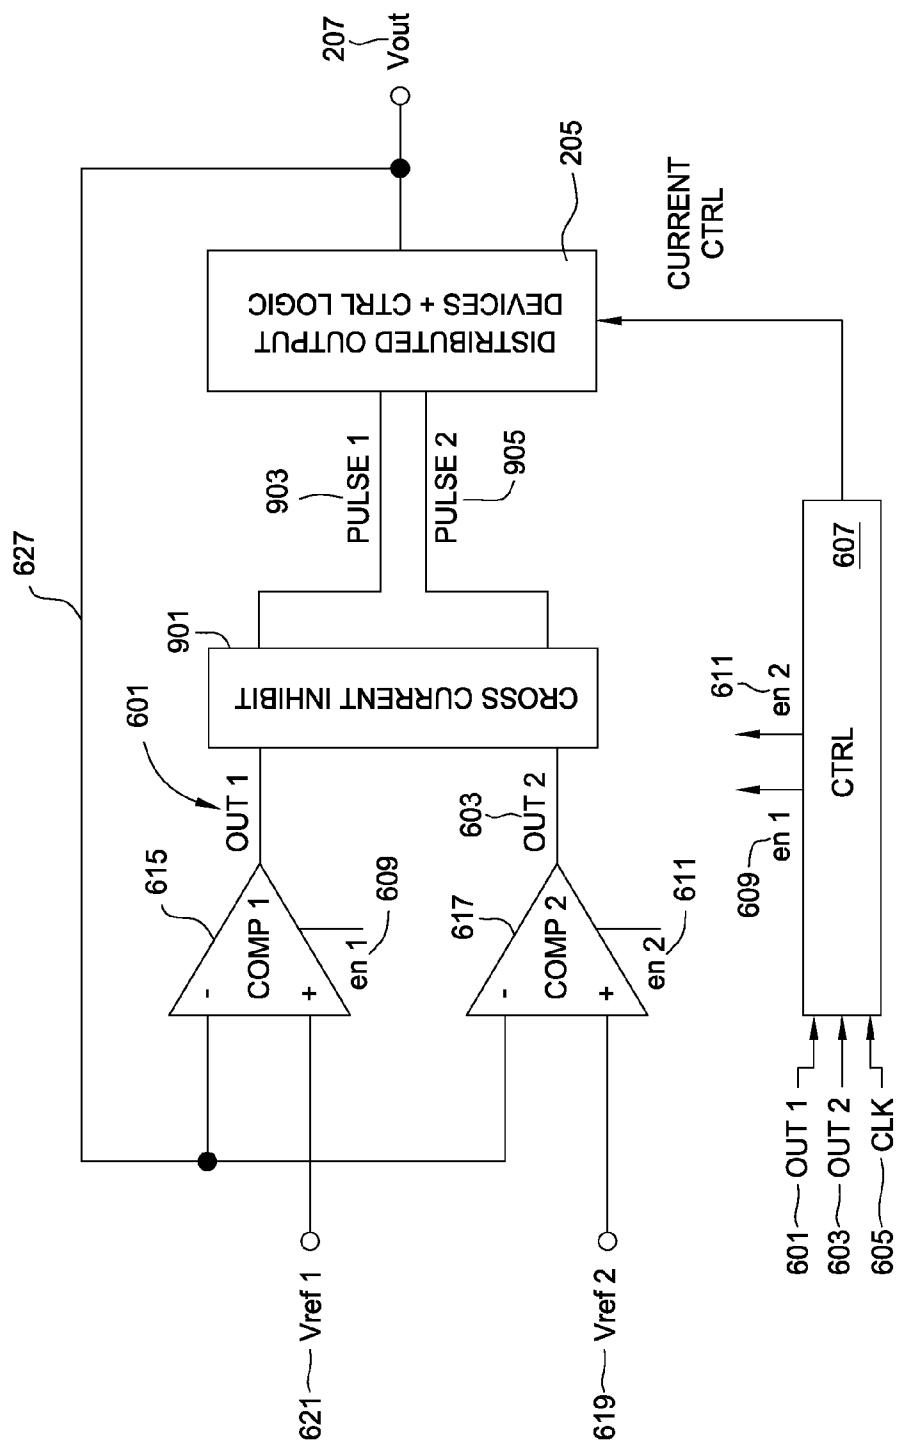 627
207
Vout
601
901
903
PULSE 1
DISTRIBUTED OUTPUT
DEVICES + CTRL LOGIC
205
615
OUT 1
-
COMP 1
+
en 1
609
CROSS CURRENT INHIBIT
PULSE 2
905
621
Vref 1
617
603
OUT 2
-
COMP 2
+
en 2
611
CURRENT
CTRL
619
Vref 2
609
en 1
611
en 2
601
OUT 1
603
OUT 2
605
CLK
CTRL
607